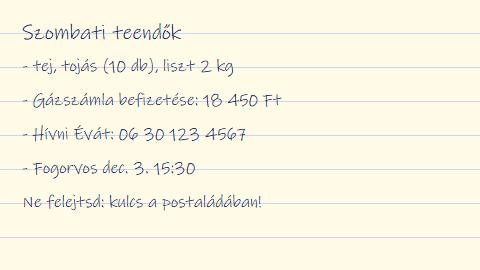 Szombati teendők
- tej, tojás (10 db), liszt 2 kg
- Gázszámla befizetése: 18 450 Ft
- Hívni Évát: 06 30 123 4567
- Fogorvos dec. 3. 15:30
Ne felejtsd: kulcs a postaládában!